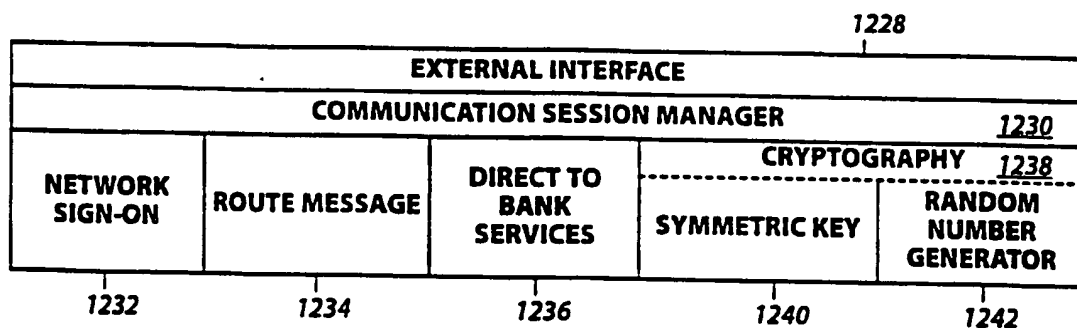 1228
EXTERNAL INTERFACE
COMMUNICATION SESSION MANAGER 1230
CRYPTOGRAPHY 1238
NETWORK
SIGN-ON
ROUTE MESSAGE
DIRECT TO
BANK
SERVICES
SYMMETRIC KEY
RANDOM
NUMBER
GENERATOR
1232
1234
1236
1240
1242